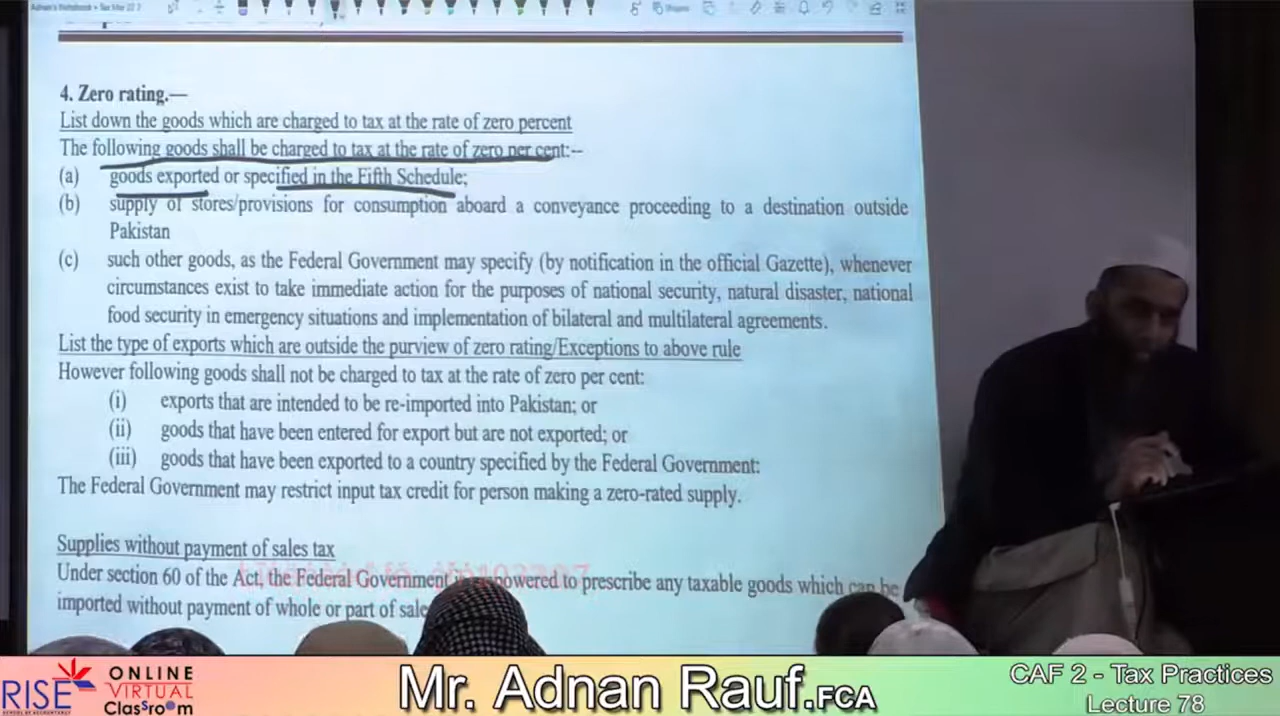 Adnan's Notebook
4. Zero rating.—
List down the goods which are charged to tax at the rate of zero percent
The following goods shall be charged to tax at the rate of zero per cent:--
(a) goods exported or specified in the Fifth Schedule;
(b) supply of stores/provisions for consumption aboard a conveyance proceeding to a destination outside
Pakistan
(c) such other goods, as the Federal Government may specify (by notification in the official Gazette), whenever
circumstances exist to take immediate action for the purposes of national security, natural disaster, national
food security in emergency situations and implementation of bilateral and multilateral agreements.
List the type of exports which are outside the purview of zero rating/Exceptions to above rule
However following goods shall not be charged to tax at the rate of zero per cent:
(i) exports that are intended to be re-imported into Pakistan; or
(ii) goods that have been entered for export but are not exported; or
(iii) goods that have been exported to a country specified by the Federal Government:
The Federal Government may restrict input tax credit for person making a zero-rated supply.
Supplies without payment of sales tax
Under section 60 of the Act, the Federal Government to prescribe any taxable goods which can be
imported without payment of whole or part of
RISE
ONLINE
VIRTUAL
Classroom
Mr. Adnan Rauf.FCA
CAF 2 - Tax Practices
Lecture 78